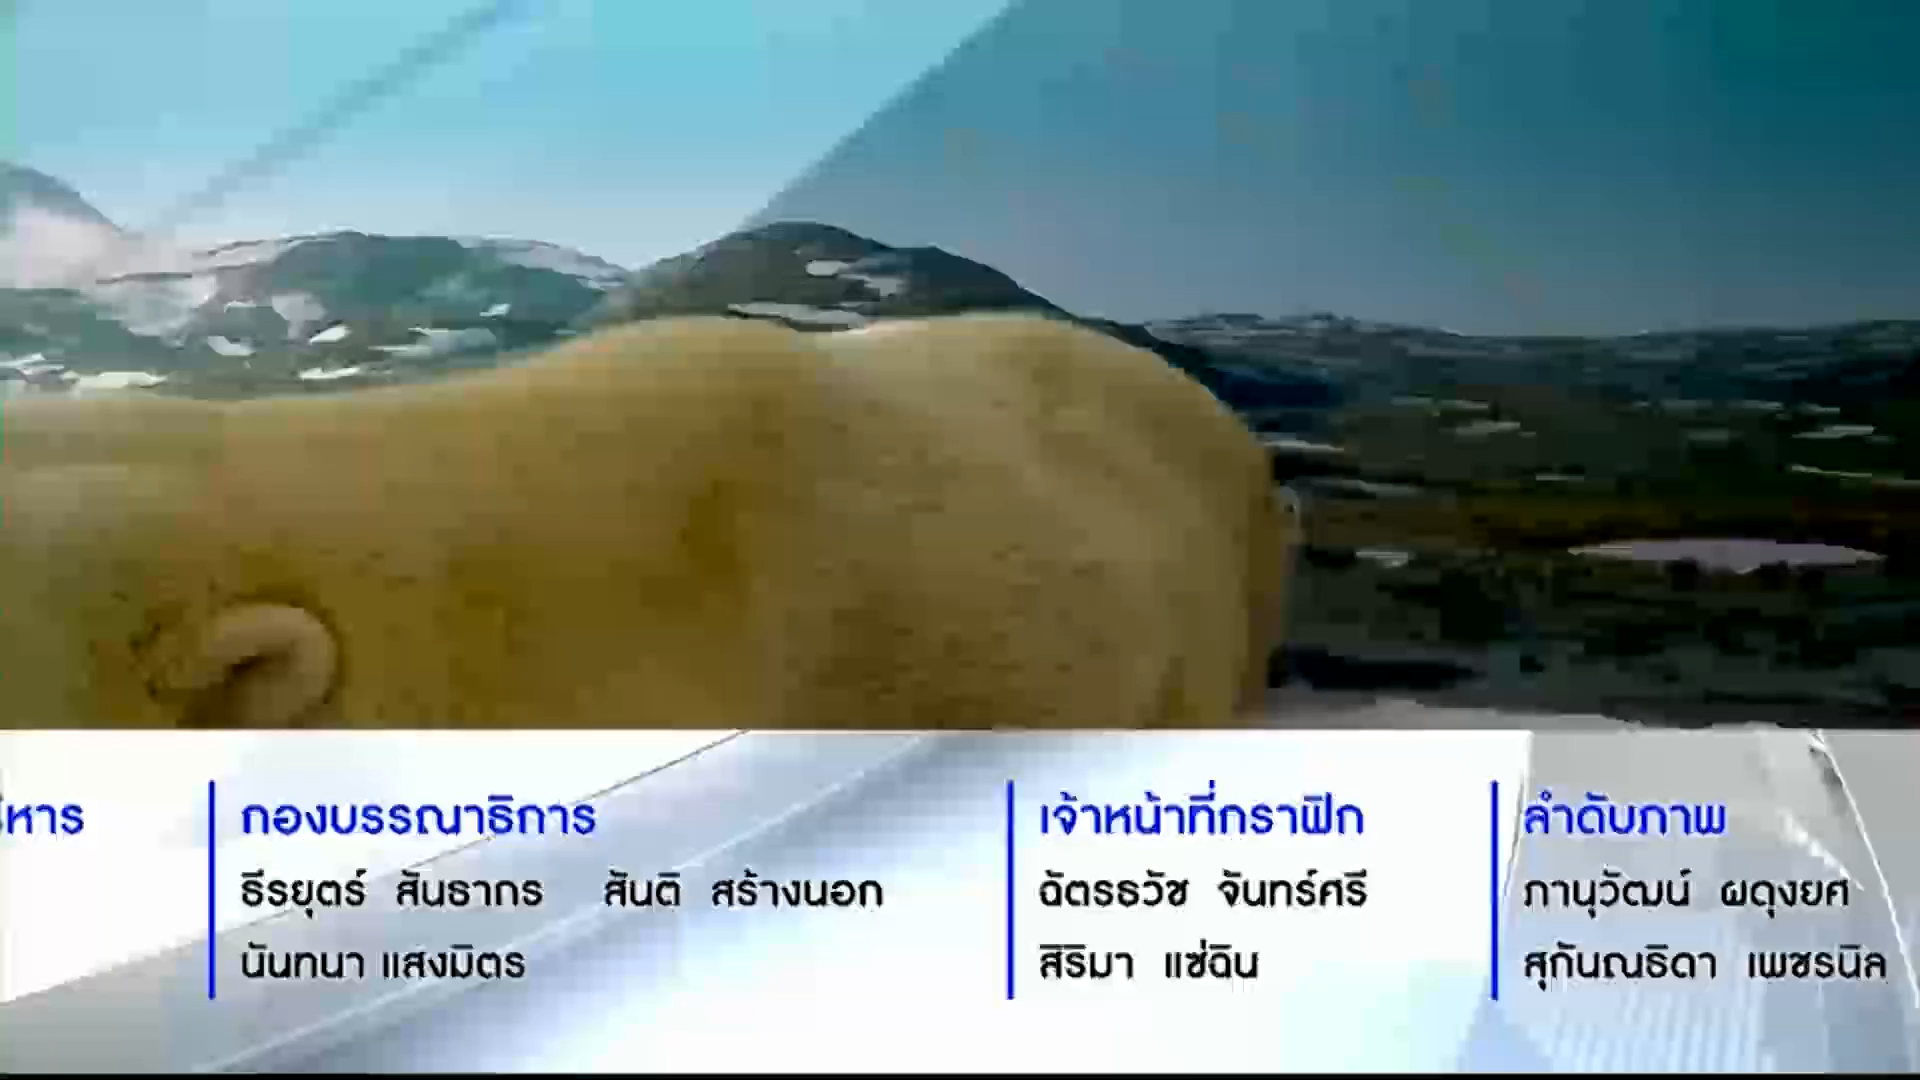 หาร
กองบรรณาธิการ
ธีรยุตร์ สันธากร สันติ สร้างนอก
นันทนา แสงมิตร
เจ้าหน้าที่กราฟิก
ฉัตรธวัช จันทร์ศรี
สิริมา แซ่ฉิน
ลำดับภาพ
ภานุวัฒน์ ผดุงยศ
สุกันณธิดา เพชรนิล